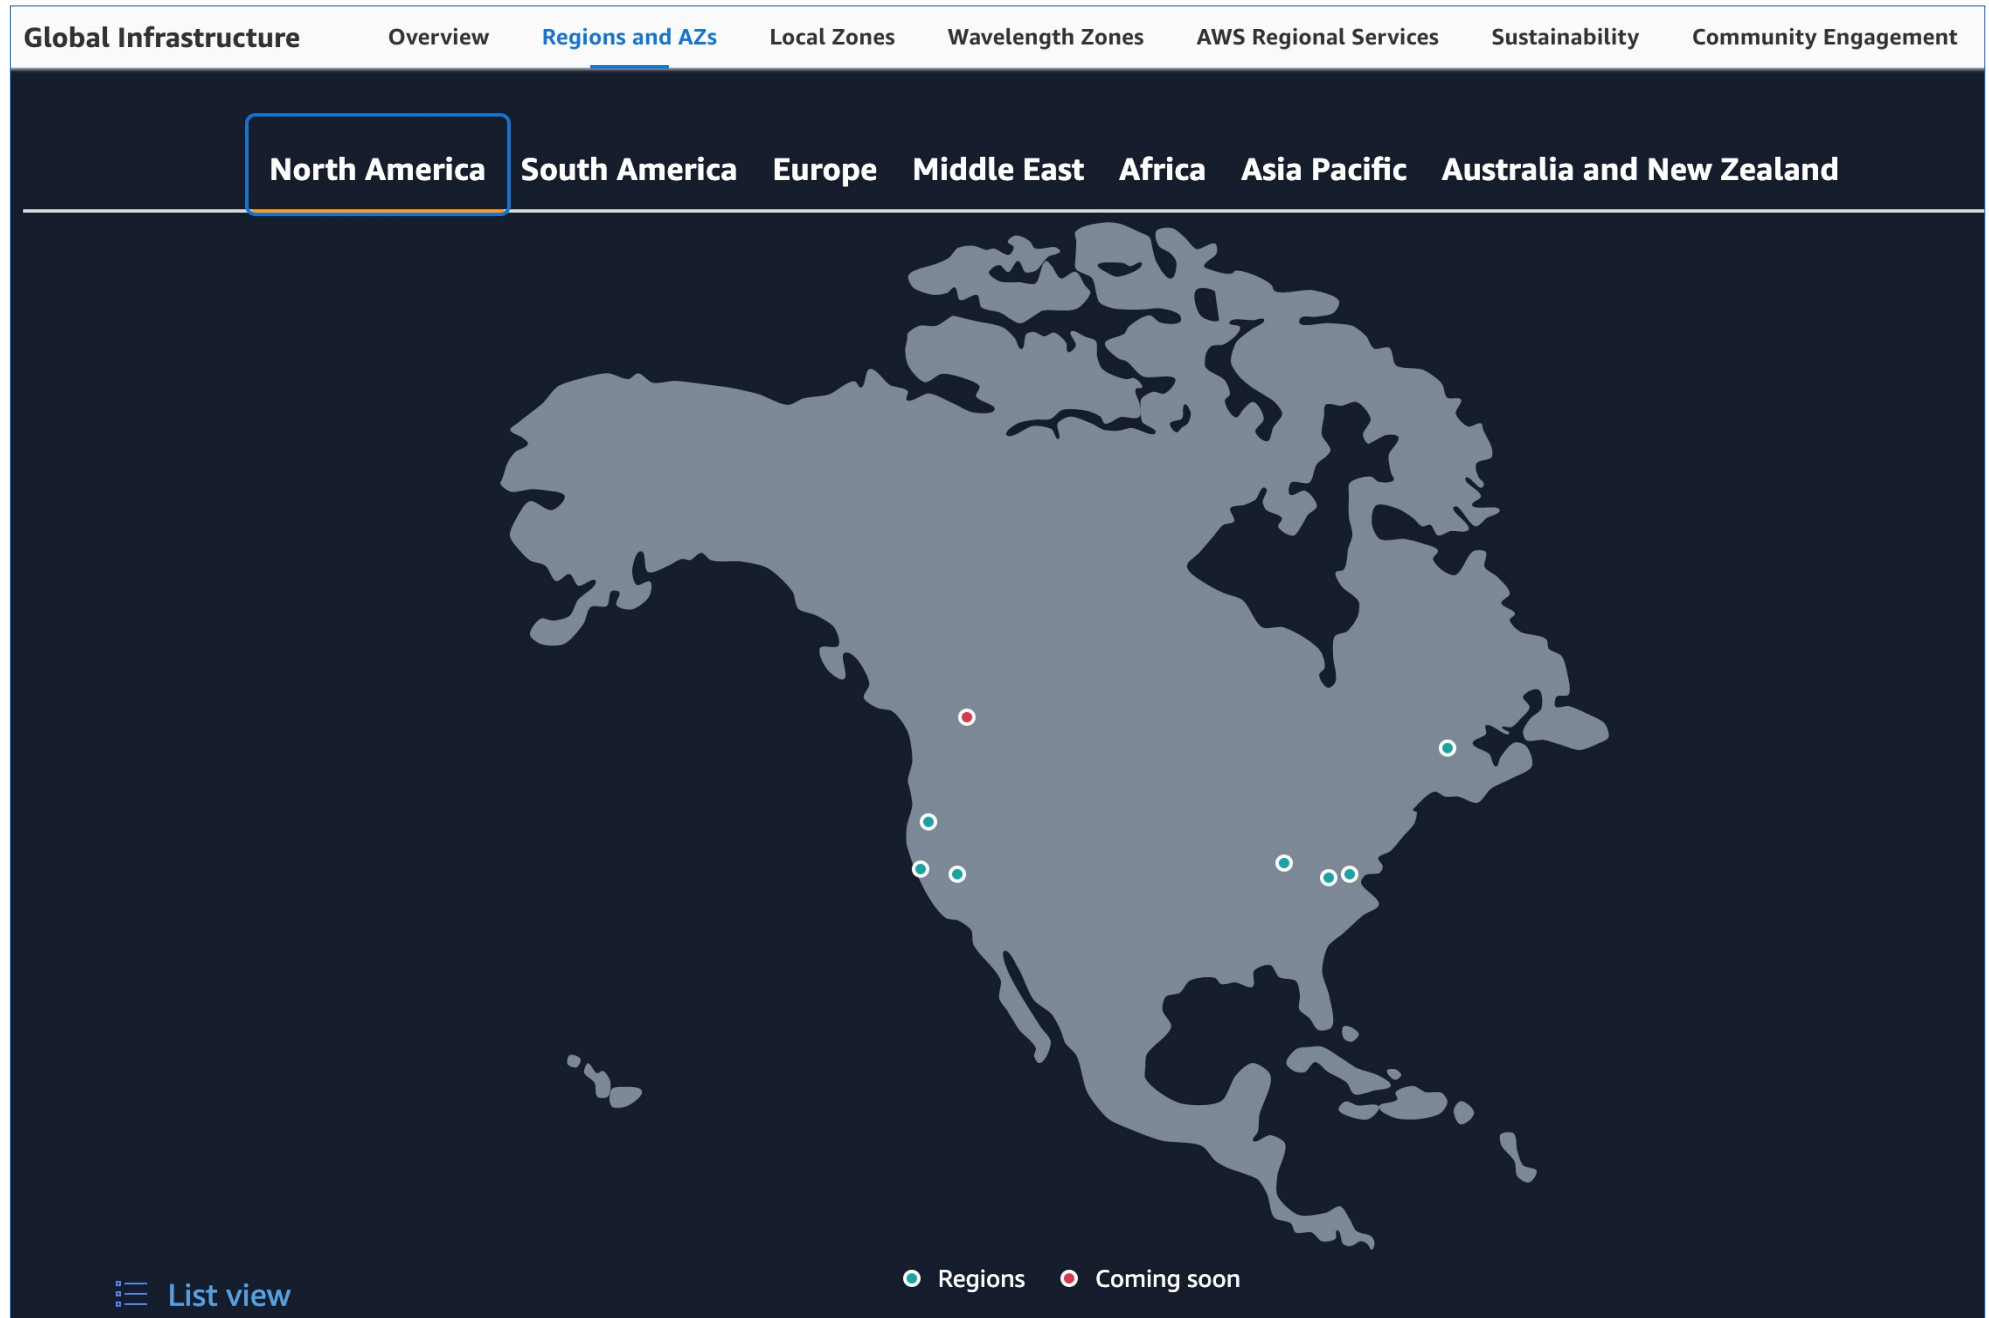 Global Infrastructure Overview Regions and AZs Local Zones Wavelength Zones AWS Regional Services Sustainability Community Engagement
North America South America Europe Middle East Africa Asia Pacific Australia and New Zealand
Regions Coming soon
List view